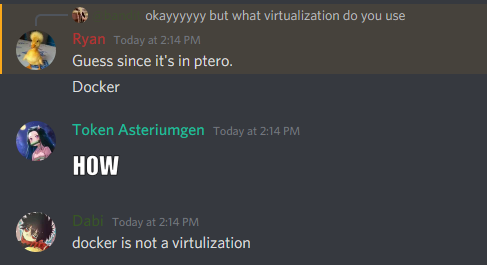 okayyyyyy but what virtualization do you use
Ryan Today at 2:14 PM
Guess since it's in ptero.
Docker
Token Asteriumgen Today at 2:14 PM
HOW
Dabi Today at 2:14 PM
docker is not a virtulization